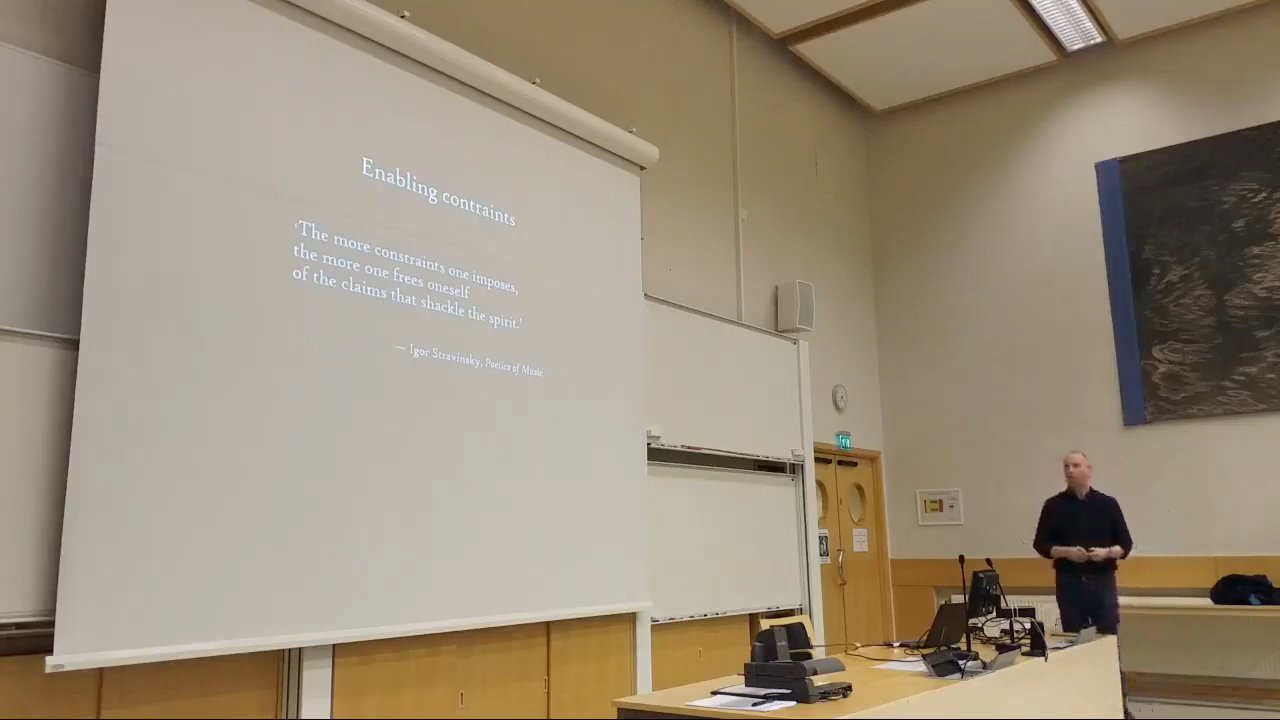 Enabling contraints
‘The more constraints one imposes,
the more one frees oneself
of the claims that shackle the spirit.’
— Igor Stravinsky, Poetics of Music